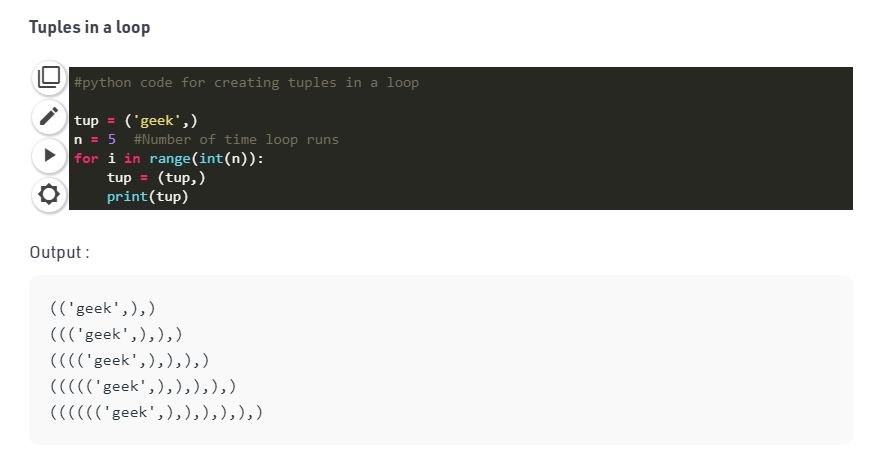 Tuples in a loop
#python code for creating tuples in a loop
tup = ('geek',)
n = 5  #Number of time loop runs
for i in range(int(n)):
    tup = (tup,)
    print(tup)
Output :
(('geek',),)
((('geek',),),)
(((('geek',),),),)
((((('geek',),),),),)
(((((('geek',),),),),),)